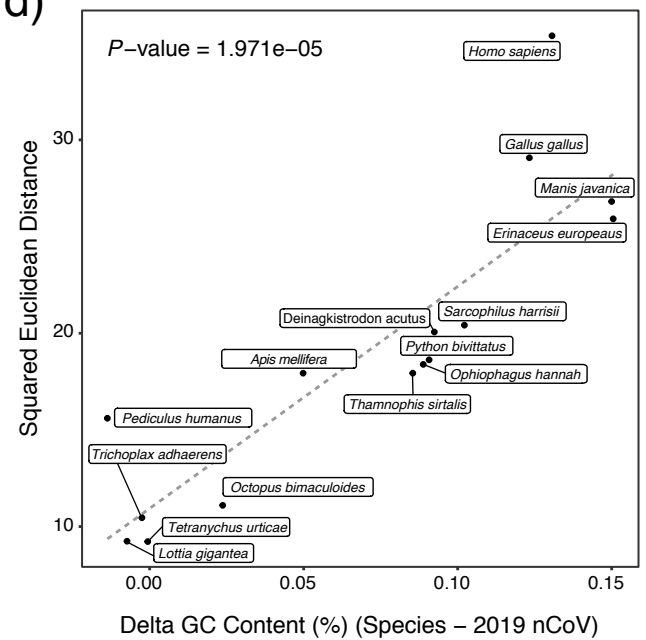 d)
P-value = 1.971e-05
Homo sapiens
Gallus gallus
Manis javanica
Erinaceus europeaus
Deinagkistrodon acutus
Sarcophilus harrisii
Python bivittatus
Apis mellifera
Ophiophagus hannah
Thamnophis sirtalis
Pediculus humanus
Trichoplax adhaerens
Octopus bimaculoides
Tetranychus urticae
Lottia gigantea
Squared Euclidean Distance
30
20
10
0.00
0.05
0.10
0.15
Delta GC Content (%) (Species − 2019 nCoV)